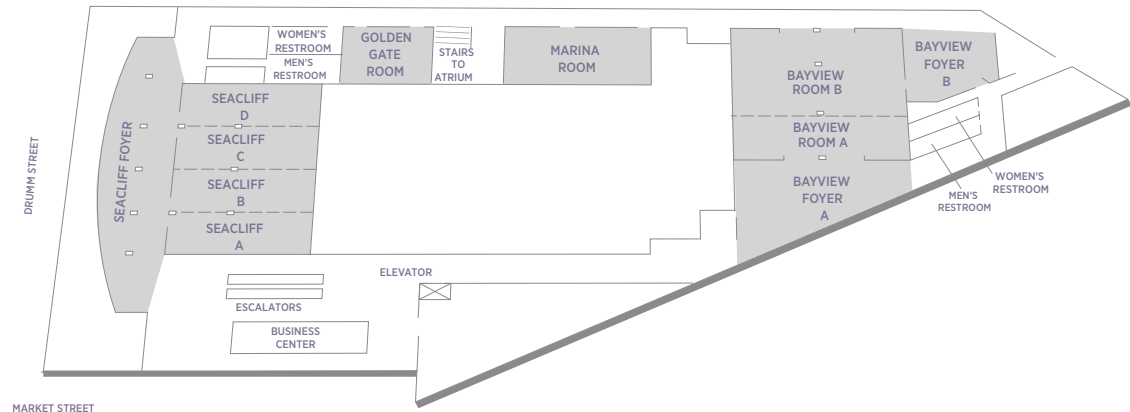 WOMEN'S
RESTROOM
MEN'S
RESTROOM
GOLDEN
GATE
ROOM
STAIRS
TO
ATRIUM
MARINA
ROOM
BAYVIEW
ROOM B
BAYVIEW
FOYER
B
SEACLIFF
D
SEACLIFF
C
SEACLIFF
B
SEACLIFF
A
SEACLIFF FOYER
DRUMM STREET
BAYVIEW
ROOM A
BAYVIEW
FOYER
A
WOMEN'S
RESTROOM
MEN'S
RESTROOM
ELEVATOR
ESCALATORS
BUSINESS
CENTER
MARKET STREET